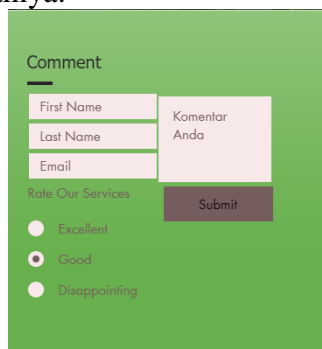 Comment
First Name
Last Name
Email
Komentar
Anda
Rate Our Services
Submit
Excellent
Good
Disappointing